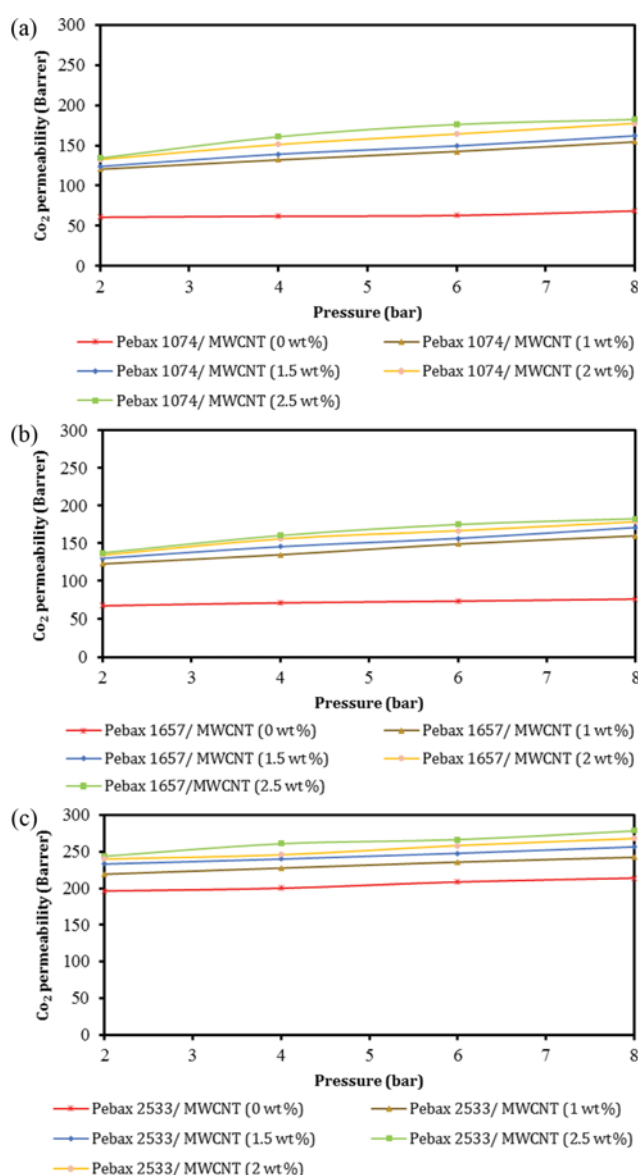 (a)
300
250
200
150
100
50
0
Co₂ permeability (Barrer)
2 3 4 5 6 7 8
Pressure (bar)
Pebax 1074/ MWCNT (0 wt%) Pebax 1074/ MWCNT (1 wt%)
Pebax 1074/ MWCNT (1.5 wt%) Pebax 1074/ MWCNT (2 wt%)
Pebax 1074/ MWCNT (2.5 wt%)
(b)
300
250
200
150
100
50
0
Co₂ permeability (Barrer)
2 3 4 5 6 7 8
Pressure (bar)
Pebax 1657/ MWCNT (0 wt%) Pebax 1657/ MWCNT (1 wt%)
Pebax 1657/ MWCNT (1.5 wt%) Pebax 1657/ MWCNT (2 wt%)
Pebax 1657/MWCNT (2.5 wt%)
(c)
300
250
200
150
100
50
0
Co₂ permeability (Barrer)
2 3 4 5 6 7 8
Pressure (bar)
Pebax 2533/ MWCNT (0 wt%) Pebax 2533/ MWCNT (1 wt%)
Pebax 2533/ MWCNT (1.5 wt%) Pebax 2533/ MWCNT (2.5 wt%)
Pebax 2533/ MWCNT (2 wt%)